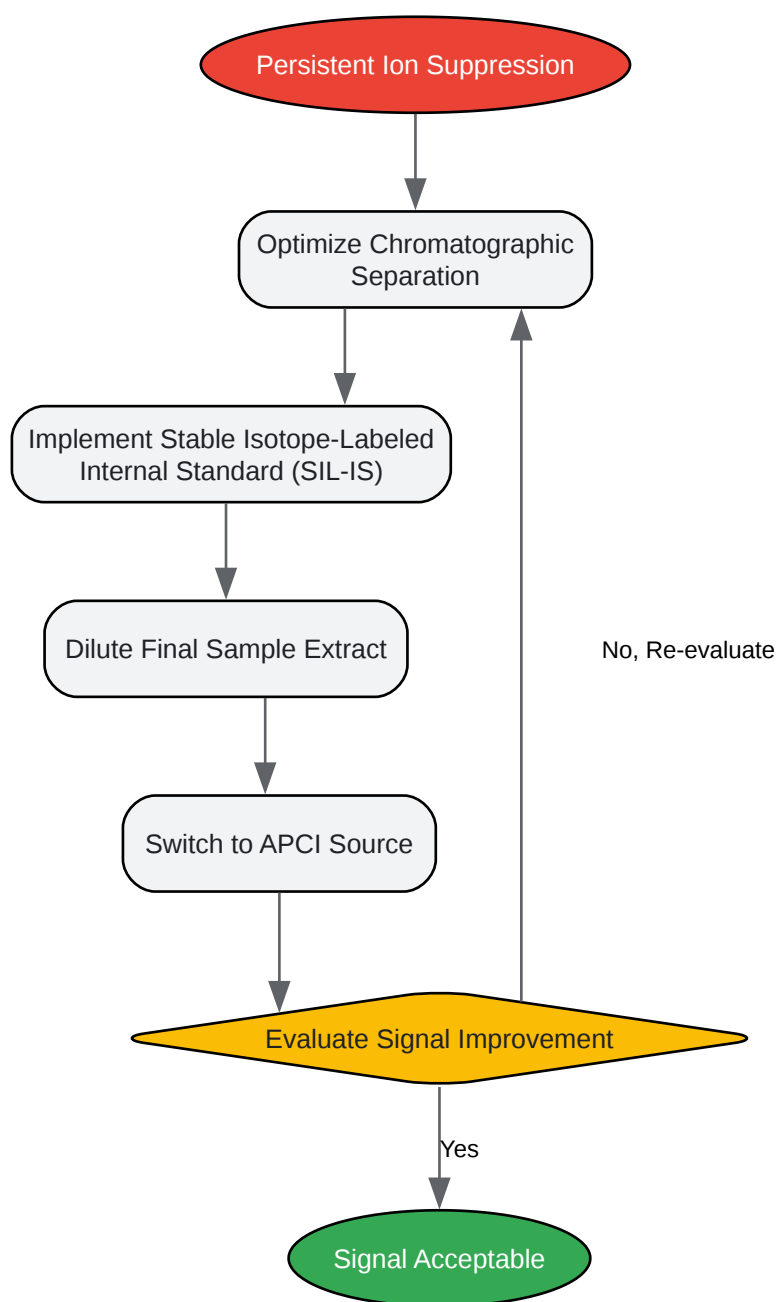 Persistent Ion Suppression
Optimize Chromatographic
Separation
Implement Stable Isotope-Labeled
Internal Standard (SIL-IS)
Dilute Final Sample Extract
No, Re-evaluate
Switch to APCI Source
Evaluate Signal Improvement
Yes
Signal Acceptable